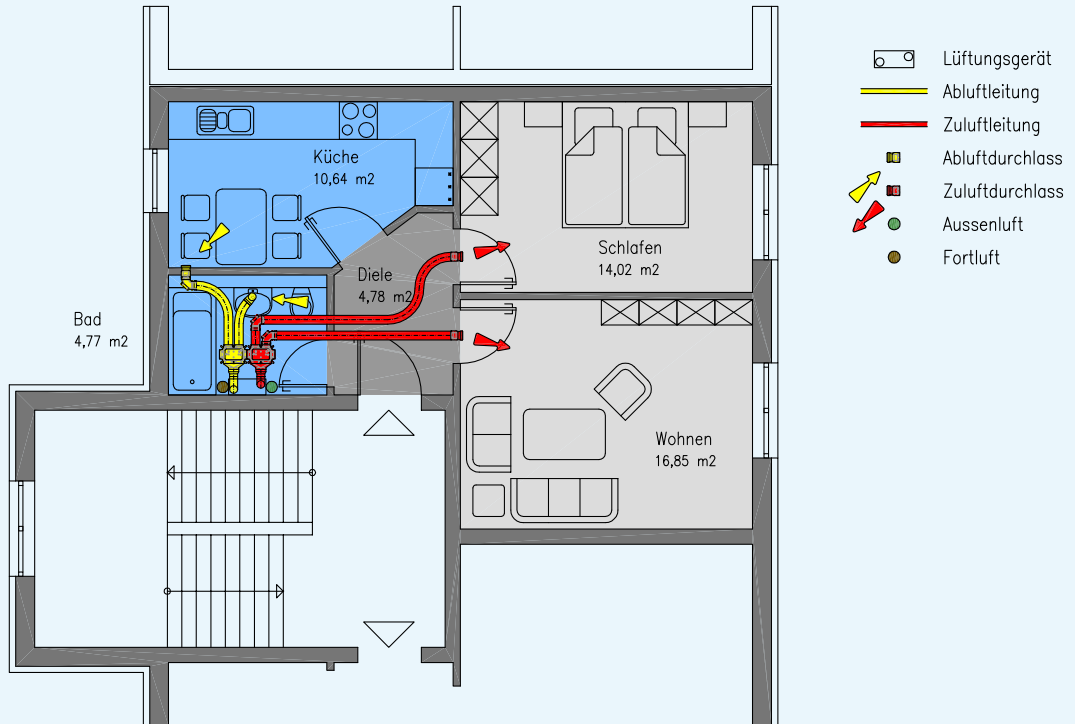 Küche
10,64 m2
Schlafen
14,02 m2
Diele
4,78 m2
Bad
4,77 m2
Wohnen
16,85 m2
Lüftungsgerät
Abluftleitung
Zuluftleitung
Abluftdurchlass
Zuluftdurchlass
Aussenluft
Fortluft